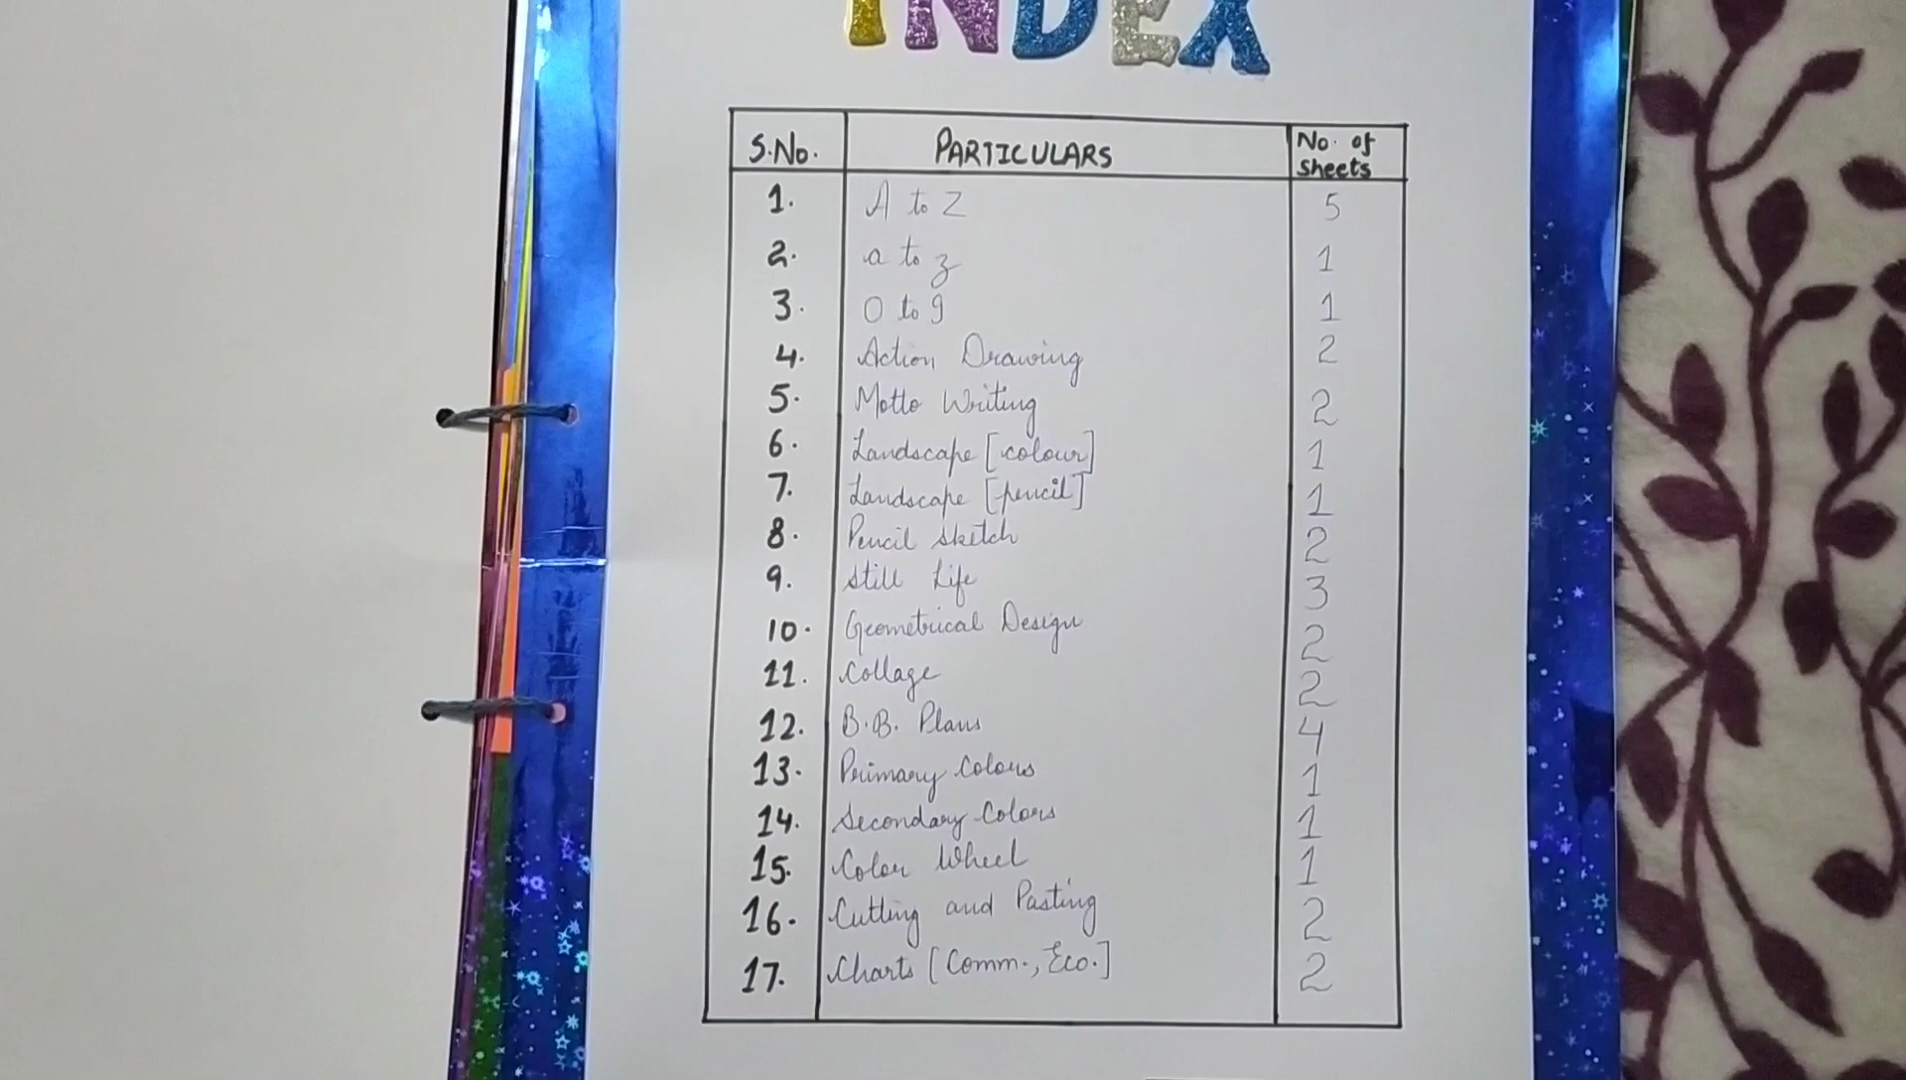 INDEX
S.No. PARTICULARS No. of Sheets
1. A to Z 5
2. a to z 1
3. 0 to 9 1
4. Action Drawing 2
5. Motto Writing 2
6. Landscape [colour] 1
7. Landscape [pencil] 1
8. Pencil sketch 2
9. Still Life 3
10. Geometrical Design 2
11. Collage 2
12. B.B. Plans 4
13. Primary Colors 1
14. Secondary Colors 1
15. Color Wheel 1
16. Cutting and Pasting 2
17. Charts [Comm., Eco.] 2